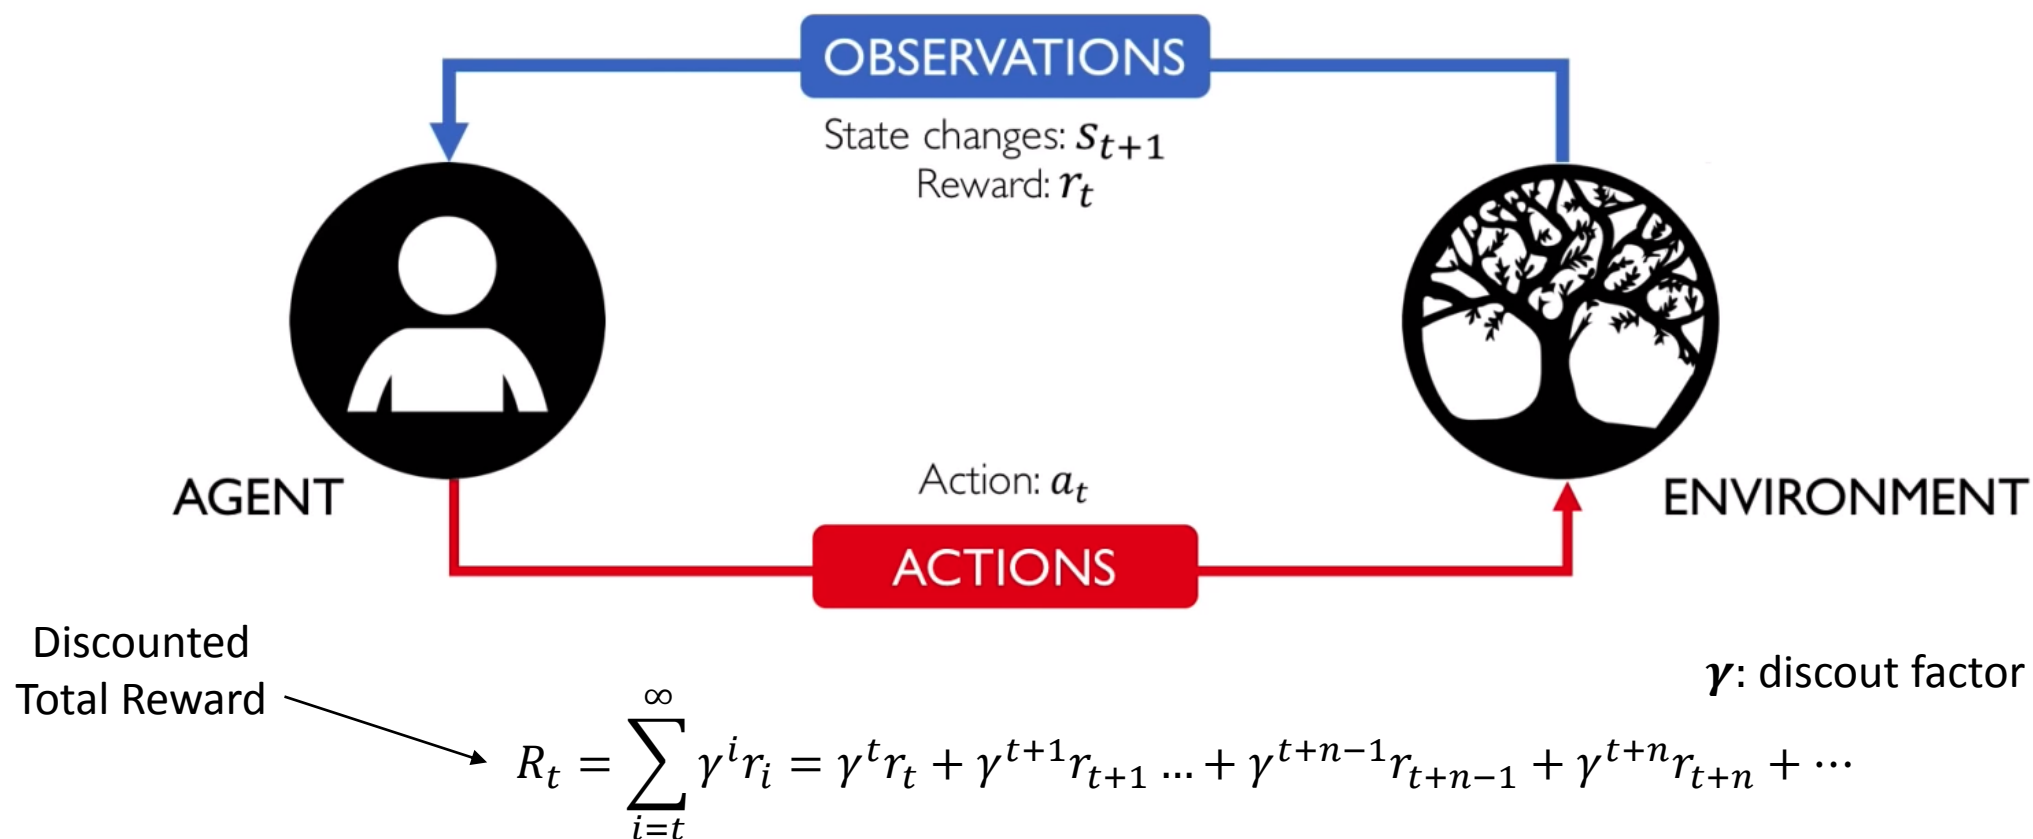 OBSERVATIONS
State changes: s_{t+1}
Reward: r_t
AGENT
Action: a_t
ENVIRONMENT
ACTIONS
Discounted
Total Reward
γ: discout factor
R_t = \sum_{i=t}^{∞} γ^i r_i = γ^t r_t + γ^{t+1} r_{t+1} ... + γ^{t+n−1} r_{t+n−1} + γ^{t+n} r_{t+n} + ⋯